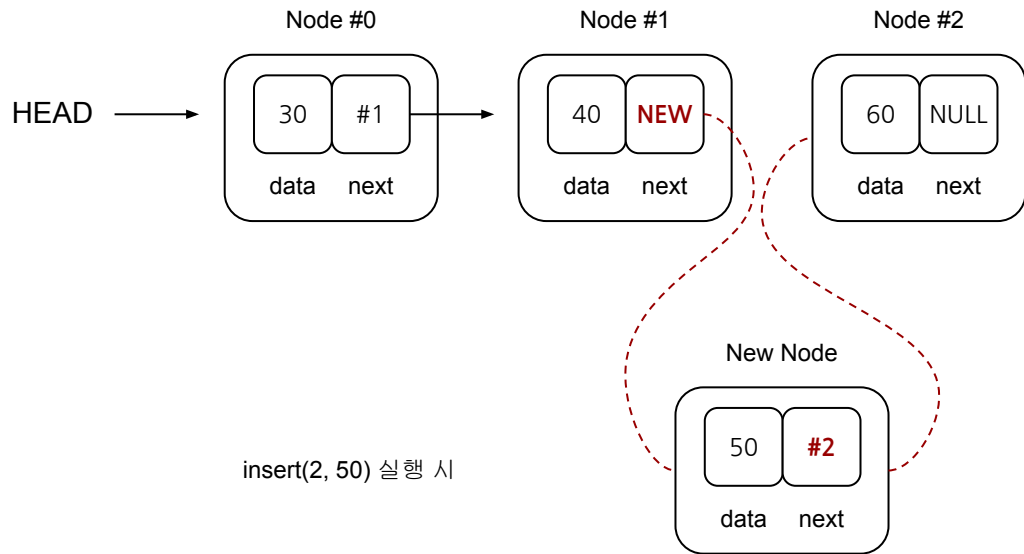 Node #0
Node #1
Node #2
HEAD
30
#1
40
NEW
60
NULL
data
next
data
next
data
next
New Node
50
#2
insert(2, 50) 실행 시
data
next